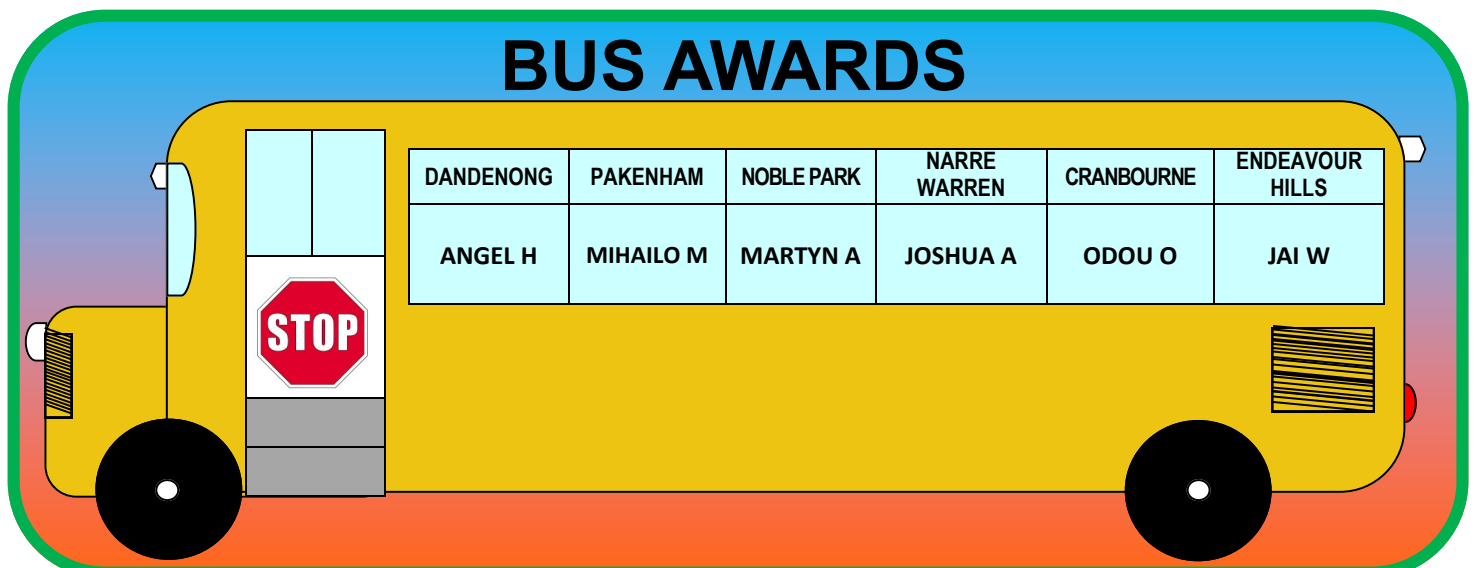 BUS AWARDS
DANDENONG PAKENHAM NOBLE PARK NARRE WARREN CRANBOURNE ENDEAVOUR HILLS
ANGEL H MIHAILO M MARTYN A JOSHUA A ODOU O JAI W
STOP